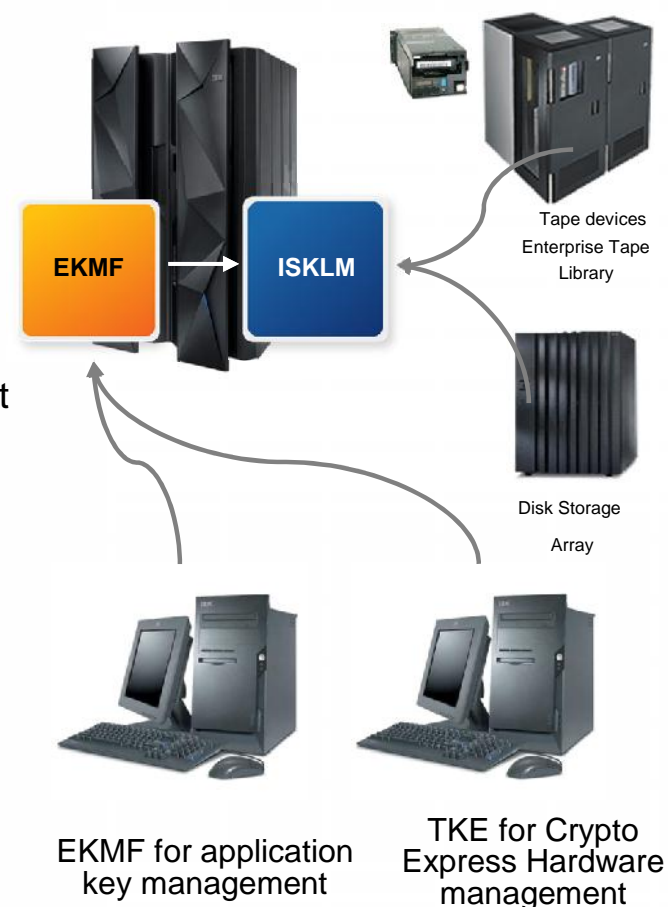 Tape devices
Enterprise Tape
Library
EKMF
ISKLM
t
Disk Storage
Array
EKMF for application
key management
TKE for Crypto
Express Hardware
management